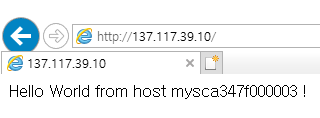 http://137.117.39.10/
137.117.39.10
Hello World from host mysca347f000003 !